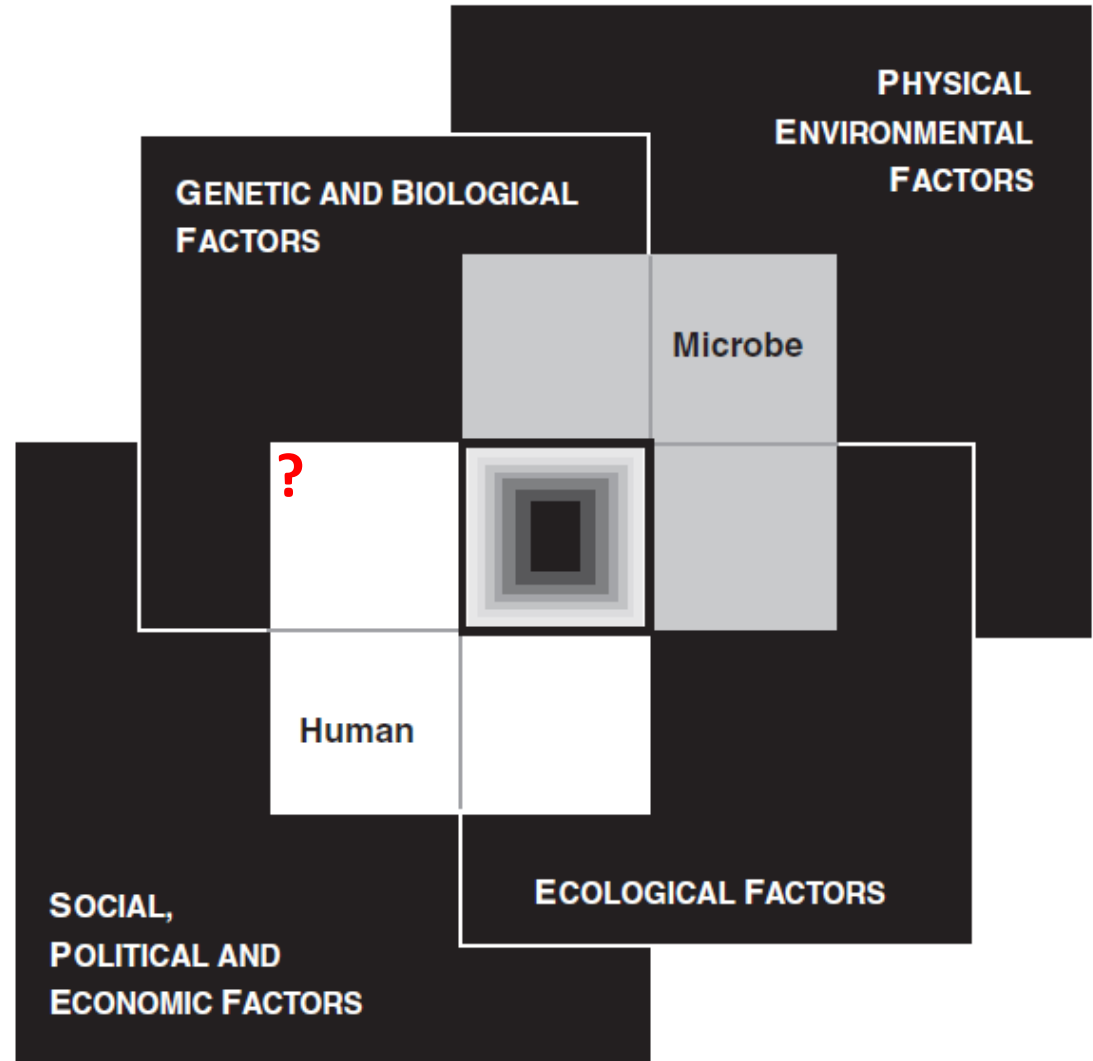 PHYSICAL
ENVIRONMENTAL
FACTORS
GENETIC AND BIOLOGICAL
FACTORS
Microbe
?
Human
ECOLOGICAL FACTORS
SOCIAL,
POLITICAL AND
ECONOMIC FACTORS